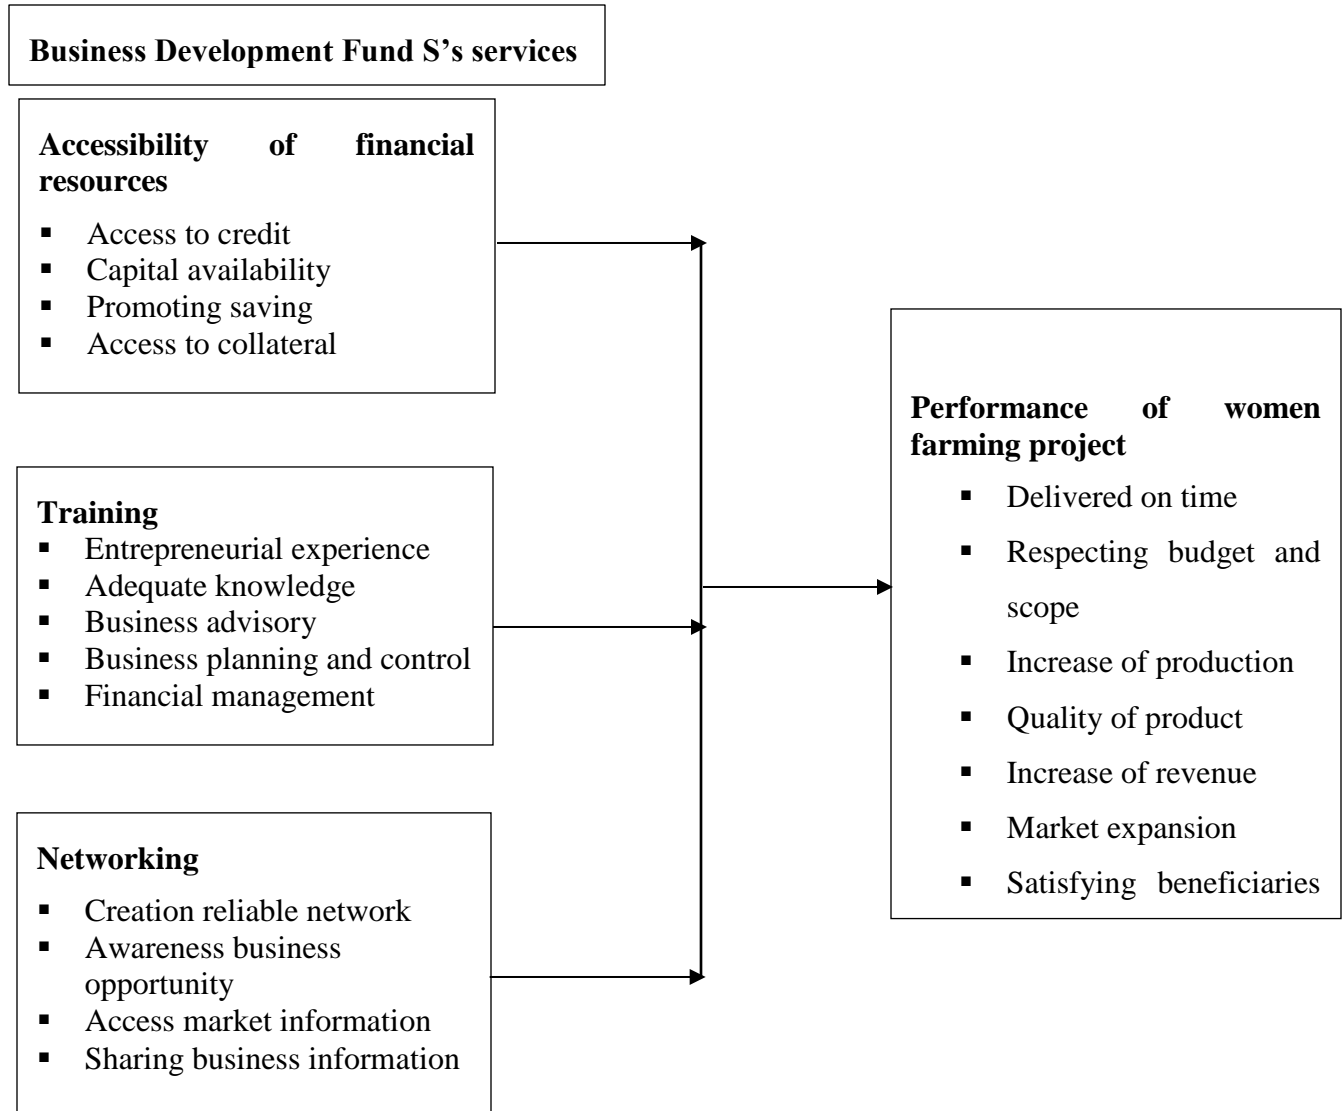 Business Development Fund S’s services
Accessibility of financial
resources
▪ Access to credit
▪ Capital availability
▪ Promoting saving
▪ Access to collateral
Training
▪ Entrepreneurial experience
▪ Adequate knowledge
▪ Business advisory
▪ Business planning and control
▪ Financial management
Networking
▪ Creation reliable network
▪ Awareness business
opportunity
▪ Access market information
▪ Sharing business information
Performance of women
farming project
▪ Delivered on time
▪ Respecting budget and
scope
▪ Increase of production
▪ Quality of product
▪ Increase of revenue
▪ Market expansion
▪ Satisfying beneficiaries